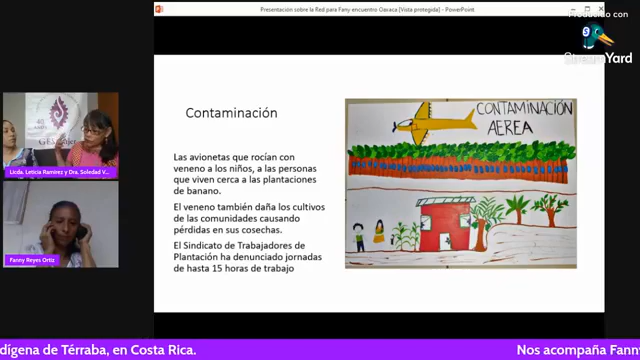 Presentación sobre la Red para Fany encuentro Oaxaca [Vista protegida] - PowerPoint
Producido con
StreamYard
Contaminación
CONTAMINACIÓN
AEREA
Las avionetas que rocían con
veneno a los niños, a las personas
que viven cerca a las plantaciones
de banano.
El veneno también daña los cultivos
de las comunidades causando
pérdidas en sus cosechas.
El Sindicato de Trabajadores de
Plantación ha denunciado jornadas
de hasta 15 horas de trabajo
40
GESMujer
Licda. Leticia Ramírez y Dra. Soledad V...
Fanny Reyes Ortiz
dígena de Térraba, en Costa Rica.
Nos acompaña Fann